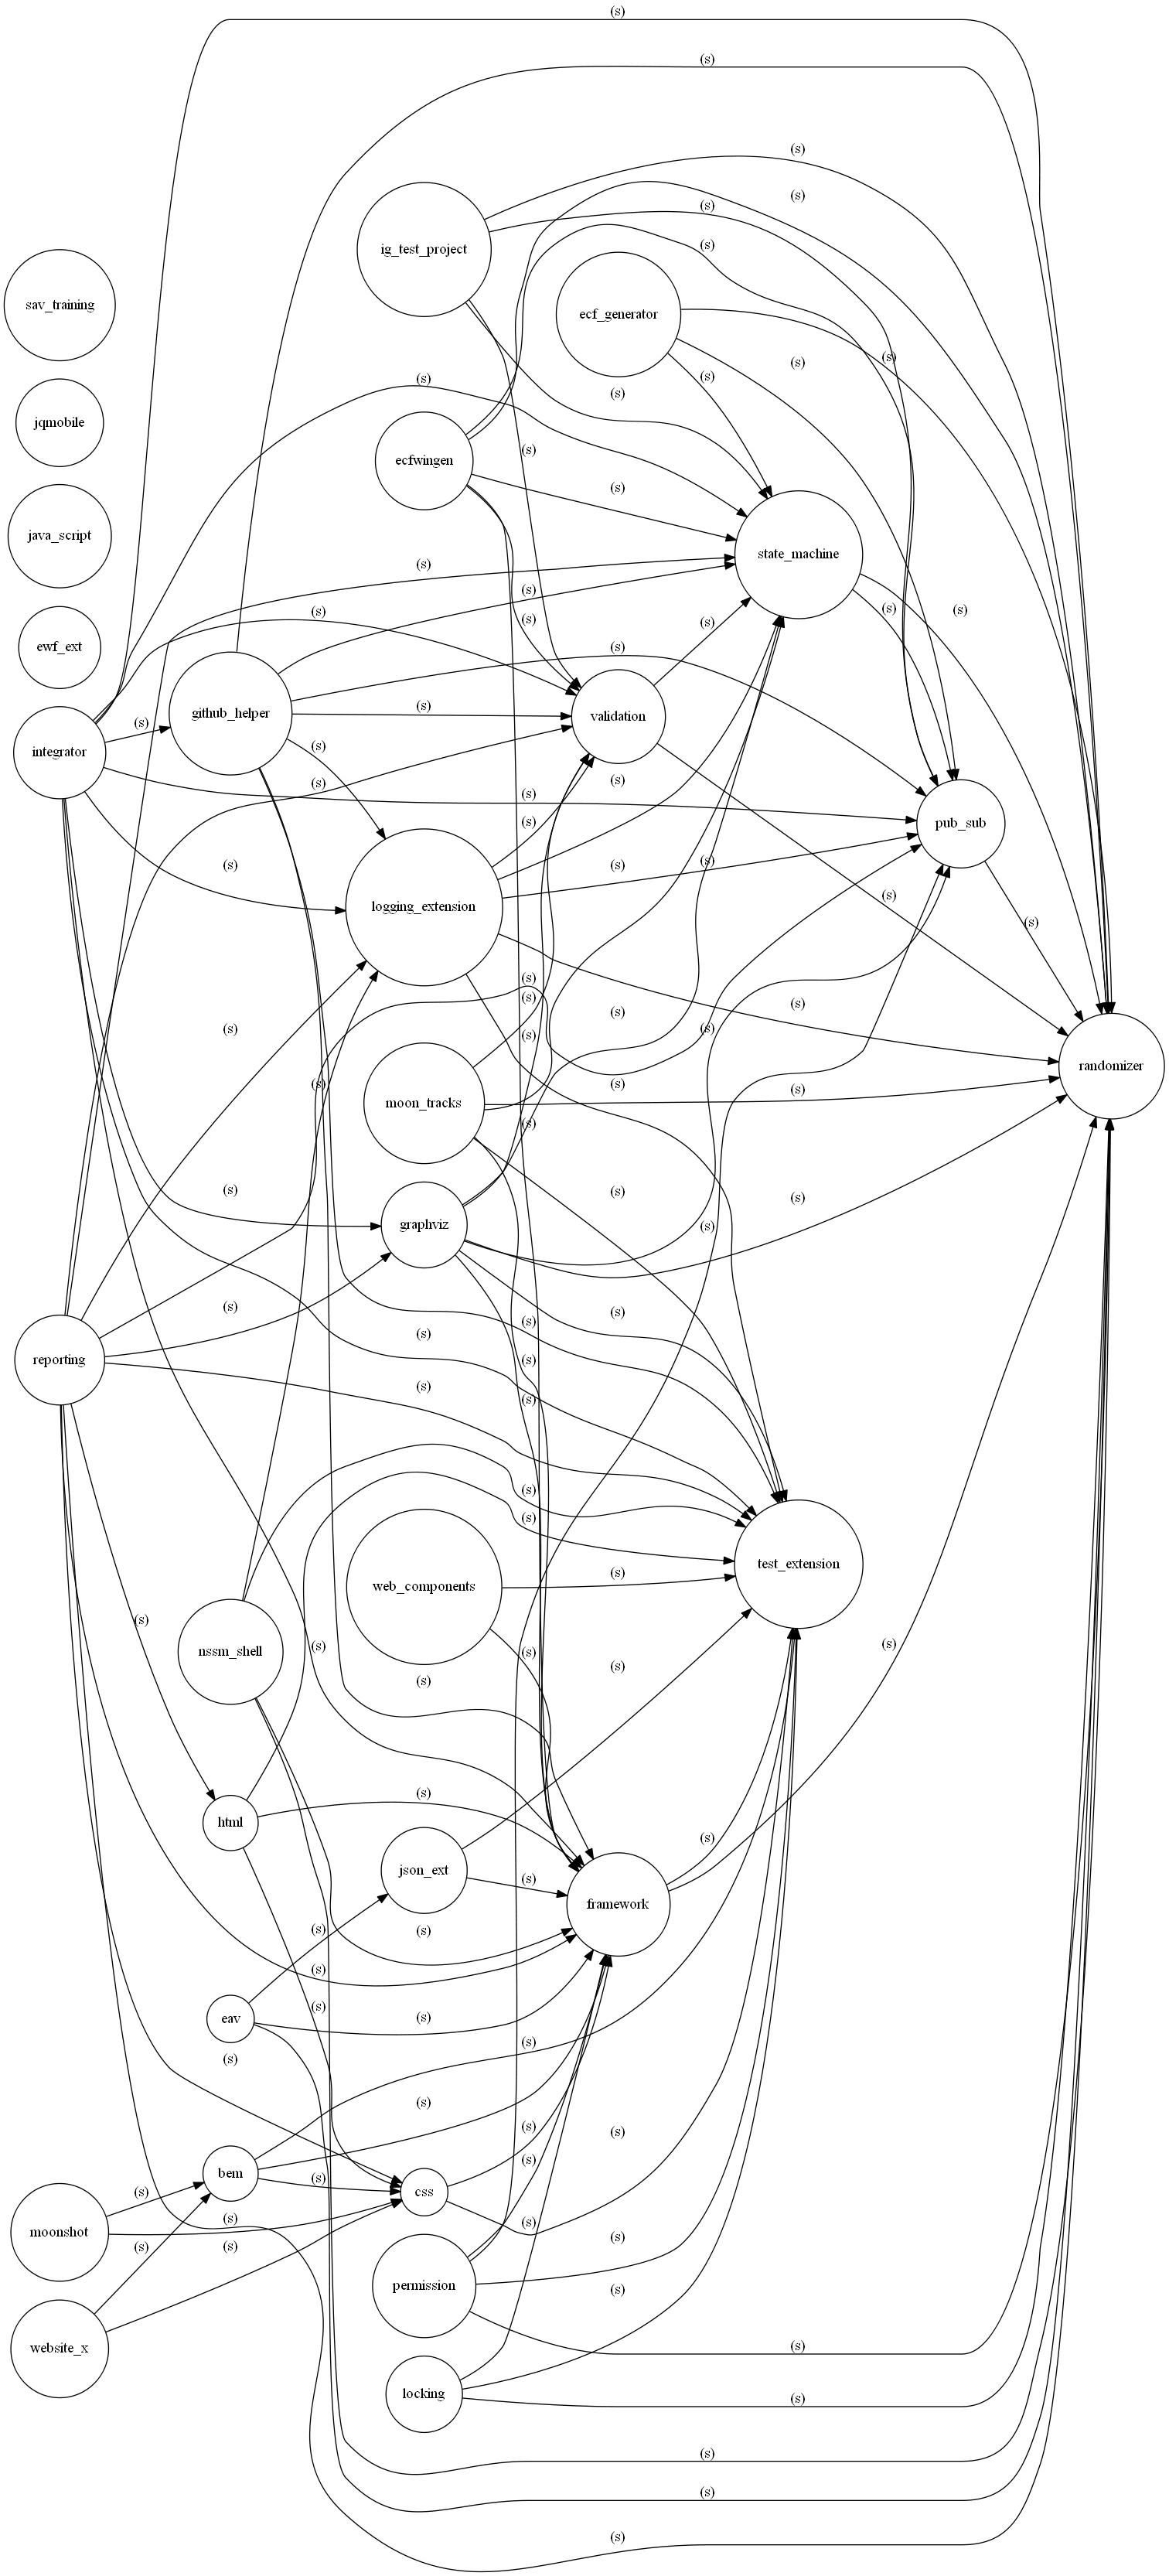 (s)
(s)
(s)
(s)
(s)
ig_test_project
(s)
sav_training
ecf_generator
(s)
(s)
(s)
(s)
(s)
jqmobile
(s)
ecfwingen
(s)
java_script
state_machine
(s)
(s)
(s)
(s)
(s)
(s)
(s)
(s)
ewf_ext
(s)
github_helper
validation
(s)
(s)
(s)
integrator
(s)
(s)
(s)
(s)
pub_sub
(s)
(s)
(s)
(s)
(s)
logging_extension
(s)
(s)
(s)
(s)
(s)
(s)
(s)
(s)
randomizer
(s)
(s)
(s)
moon_tracks
(s)
(s)
(s)
(s)
graphviz
(s)
(s)
(s)
(s)
(s)
reporting
(s)
(s)
(s)
(s)
(s)
test_extension
web_components
(s)
(s)
(s)
(s)
nssm_shell
(s)
(s)
(s)
html
(s)
(s)
json_ext
(s)
framework
(s)
(s)
(s)
(s)
eav
(s)
(s)
(s)
(s)
(s)
(s)
(s)
bem
(s)
(s)
css
(s)
(s)
moonshot
(s)
(s)
(s)
permission
(s)
website_x
(s)
locking
(s)
(s)
(s)
(s)